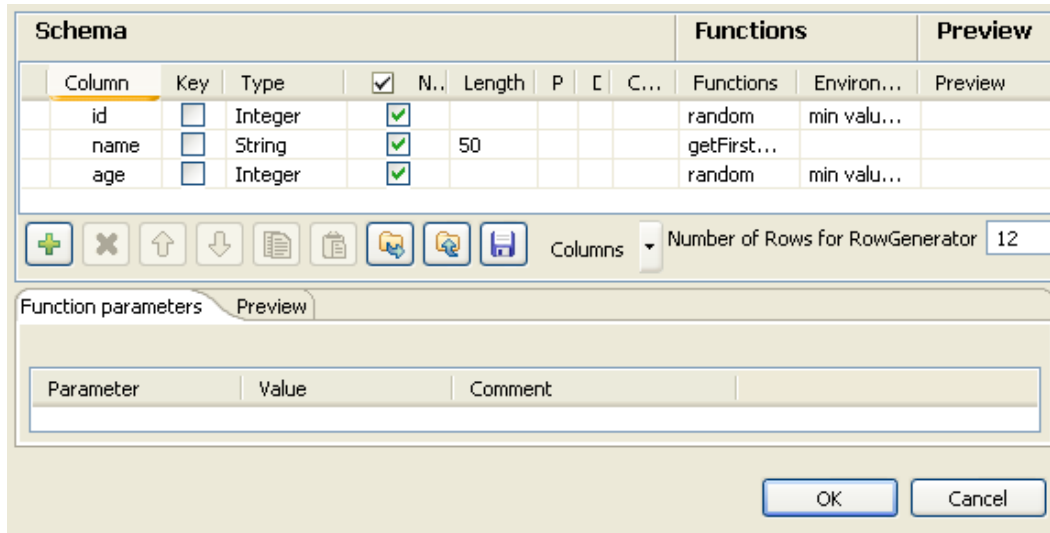 Schema Functions Preview
Column Key Type N.. Length P D C... Functions Environ... Preview
id Integer random min valu...
name String 50 getFirst...
age Integer random min valu...
Columns Number of Rows for RowGenerator 12
Function parameters Preview
Parameter Value Comment
OK Cancel